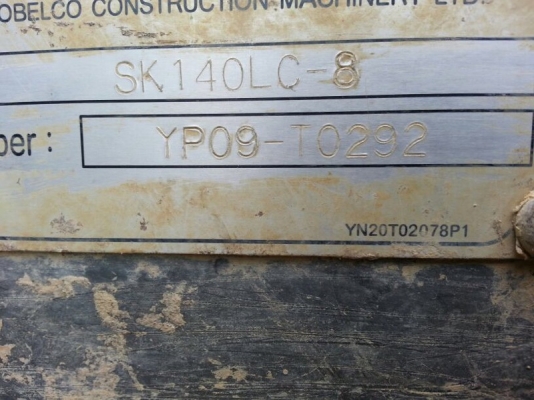 OBELCO CONSTRUCTION MACHINERY LTD.
SK140LC-8
ber: YP09-T0292
YN20T02078P1